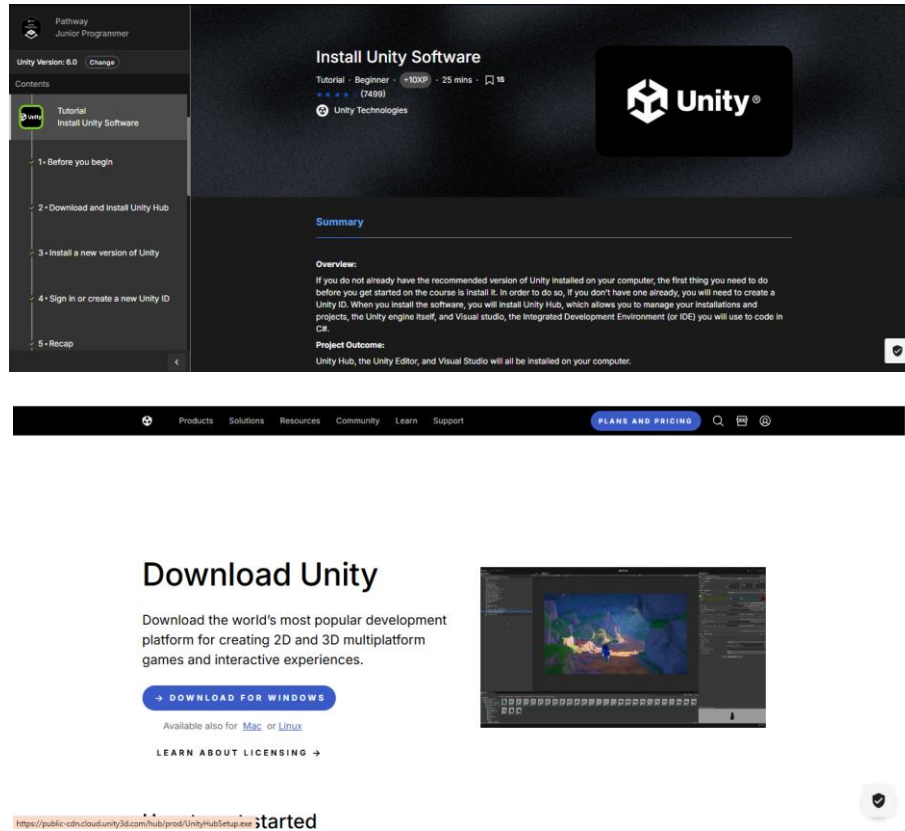 Pathway
Junior Programmer
Unity Version: 6.0 Change
Contents
Tutorial
Install Unity Software
1 • Before you begin
2 • Download and install Unity Hub
3 • Install a new version of Unity
4 • Sign in or create a new Unity ID
5 • Recap
Install Unity Software
Tutorial · Beginner · +10XP · 25 mins · 15
(7499)
Unity Technologies
Unity®
Summary
Overview:
If you do not already have the recommended version of Unity installed on your computer, the first thing you need to do
before you get started on the course is install it. In order to do so, if you don't have one already, you will need to create a
Unity ID. When you install the software, you will install Unity Hub, which allows you to manage your installations and
projects, the Unity engine itself, and Visual studio, the Integrated Development Environment (or IDE) you will use to code in
C#.
Project Outcome:
Unity Hub, the Unity Editor, and Visual Studio will all be installed on your computer.
Products Solutions Resources Community Learn Support PLANS AND PRICING
Download Unity
Download the world's most popular development
platform for creating 2D and 3D multiplatform
games and interactive experiences.
→ DOWNLOAD FOR WINDOWS
Available also for Mac or Linux
LEARN ABOUT LICENSING →
started
https://public-cdn.cloud.unity3d.com/hub/prod/UnityHubSetup.exe